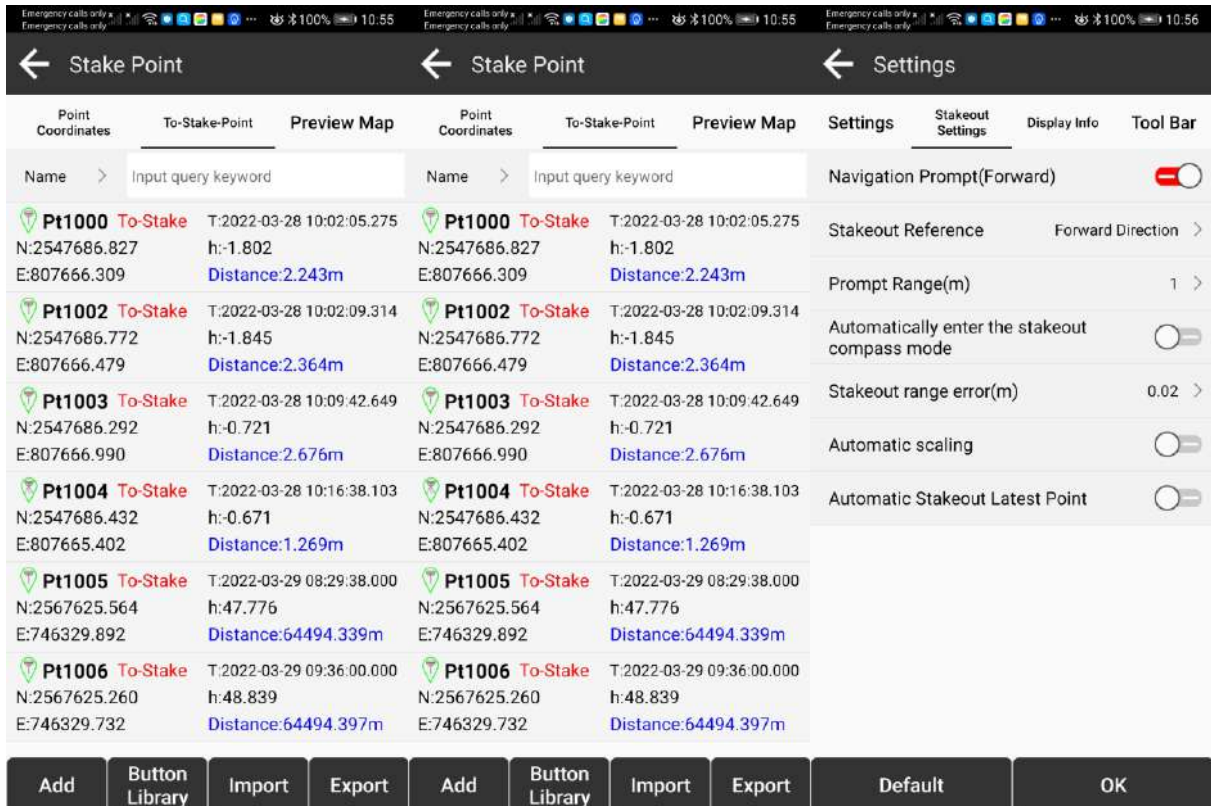 Emergency calls only
Emergency calls only
100% 10:55
Stake Point
Point Coordinates
To-Stake-Point
Preview Map
Name > Input query keyword
Pt1000 To-Stake T:2022-03-28 10:02:05.275
N:2547686.827 h:-1.802
E:807666.309 Distance:2.243m
Pt1002 To-Stake T:2022-03-28 10:02:09.314
N:2547686.772 h:-1.845
E:807666.479 Distance:2.364m
Pt1003 To-Stake T:2022-03-28 10:09:42.649
N:2547686.292 h:-0.721
E:807666.990 Distance:2.676m
Pt1004 To-Stake T:2022-03-28 10:16:38.103
N:2547686.432 h:-0.671
E:807665.402 Distance:1.269m
Pt1005 To-Stake T:2022-03-29 08:29:38.000
N:2567625.564 h:47.776
E:746329.892 Distance:64494.339m
Pt1006 To-Stake T:2022-03-29 09:36:00.000
N:2567625.260 h:48.839
E:746329.732 Distance:64494.397m
Add
Button Library
Import
Export
Emergency calls only
Emergency calls only
100% 10:55
Stake Point
Point Coordinates
To-Stake-Point
Preview Map
Name > Input query keyword
Pt1000 To-Stake T:2022-03-28 10:02:05.275
N:2547686.827 h:-1.802
E:807666.309 Distance:2.243m
Pt1002 To-Stake T:2022-03-28 10:02:09.314
N:2547686.772 h:-1.845
E:807666.479 Distance:2.364m
Pt1003 To-Stake T:2022-03-28 10:09:42.649
N:2547686.292 h:-0.721
E:807666.990 Distance:2.676m
Pt1004 To-Stake T:2022-03-28 10:16:38.103
N:2547686.432 h:-0.671
E:807665.402 Distance:1.269m
Pt1005 To-Stake T:2022-03-29 08:29:38.000
N:2567625.564 h:47.776
E:746329.892 Distance:64494.339m
Pt1006 To-Stake T:2022-03-29 09:36:00.000
N:2567625.260 h:48.839
E:746329.732 Distance:64494.397m
Add
Button Library
Import
Export
Emergency calls only
Emergency calls only
100% 10:56
Settings
Settings
Stakeout Settings
Display Info
Tool Bar
Navigation Prompt(Forward)
Stakeout Reference Forward Direction >
Prompt Range(m) 1 >
Automatically enter the stakeout
compass mode
Stakeout range error(m) 0.02 >
Automatic scaling
Automatic Stakeout Latest Point
Default
OK